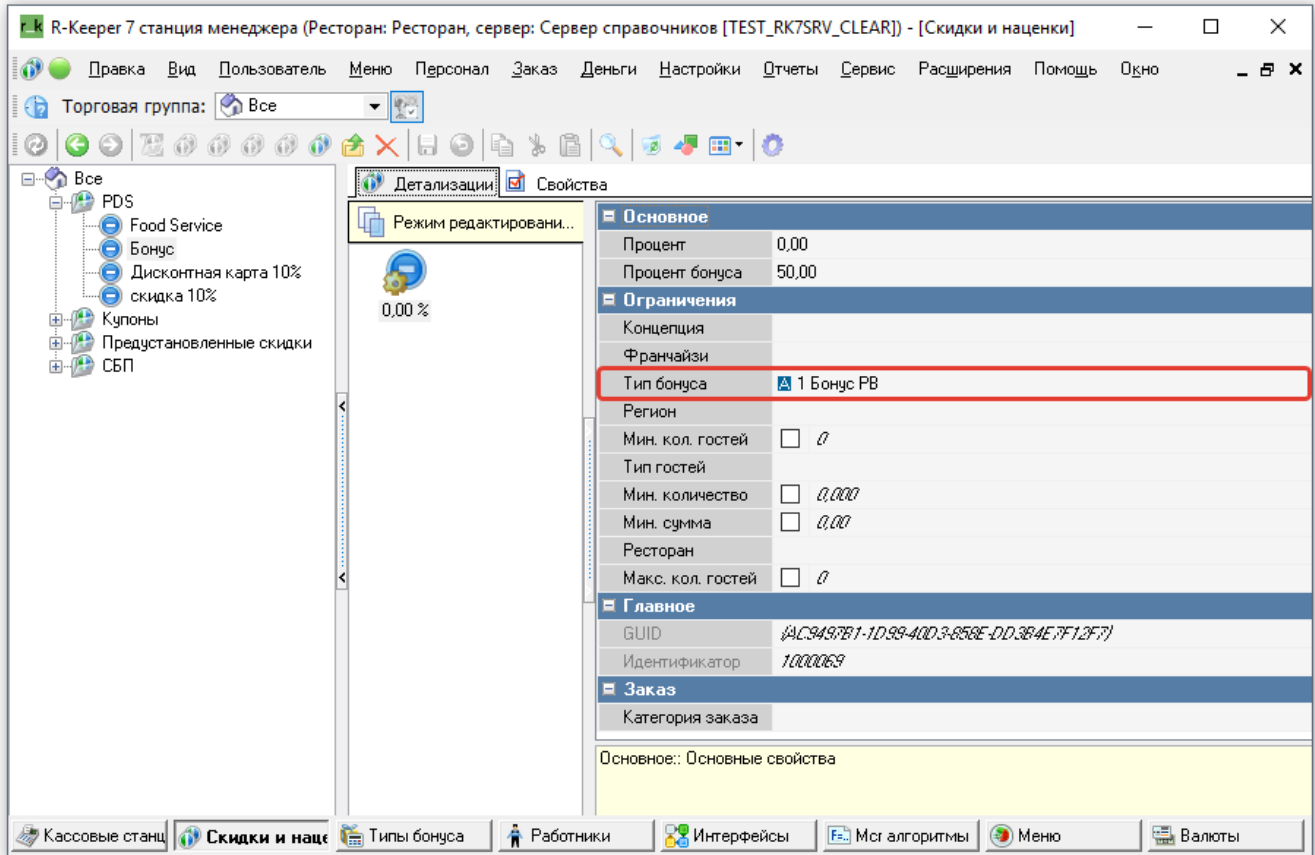 r_k R-Keeper 7 станция менеджера (Ресторан: Ресторан, сервер: Сервер справочников [TEST_RK7SRV_CLEAR]) - [Скидки и наценки]
Правка Вид Пользователь Меню Персонал Заказ Деньги Настройки Отчеты Сервис Расширения Помощь Окно
Торговая группа: Все
Все
PDS
Food Service
Бонус
Дисконтная карта 10%
скидка 10%
Купоны
Предустановленные скидки
СБП
Детализации Свойства
Режим редактировани...
0,00 %
Основное
Процент 0,00
Процент бонуса 50,00
Ограничения
Концепция
Франчайзи
Тип бонуса A 1 Бонус РВ
Регион
Мин. кол. гостей 0
Тип гостей
Мин. количество 0,000
Мин. сумма 0,00
Ресторан
Макс. кол. гостей 0
Главное
GUID {AC9497B1-1D99-40D3-858E-DD3B4E7F12F7}
Идентификатор 1000069
Заказ
Категория заказа
Основное:: Основные свойства
Кассовые станц Скидки и наце Типы бонуса Работники Интерфейсы F=.. Мсг алгоритмы Меню Валюты